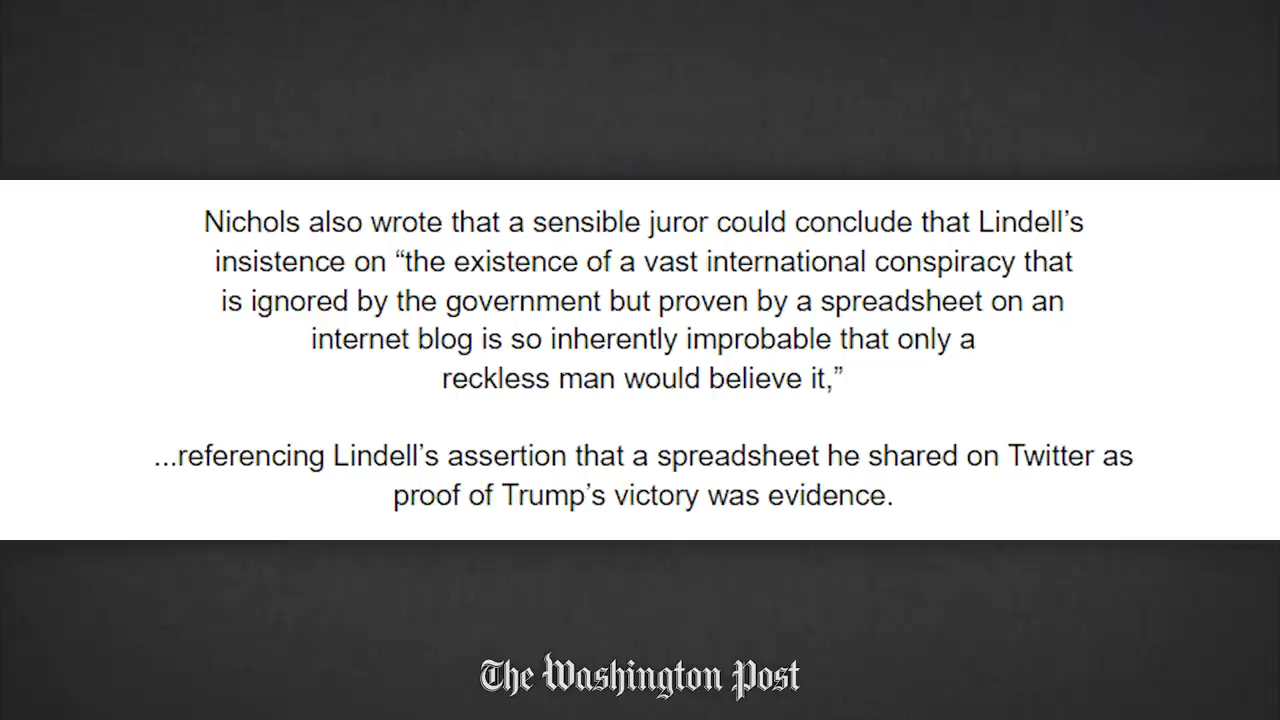 Nichols also wrote that a sensible juror could conclude that Lindell’s
insistence on “the existence of a vast international conspiracy that
is ignored by the government but proven by a spreadsheet on an
internet blog is so inherently improbable that only a
reckless man would believe it,”
...referencing Lindell’s assertion that a spreadsheet he shared on Twitter as
proof of Trump’s victory was evidence.
The Washington Post